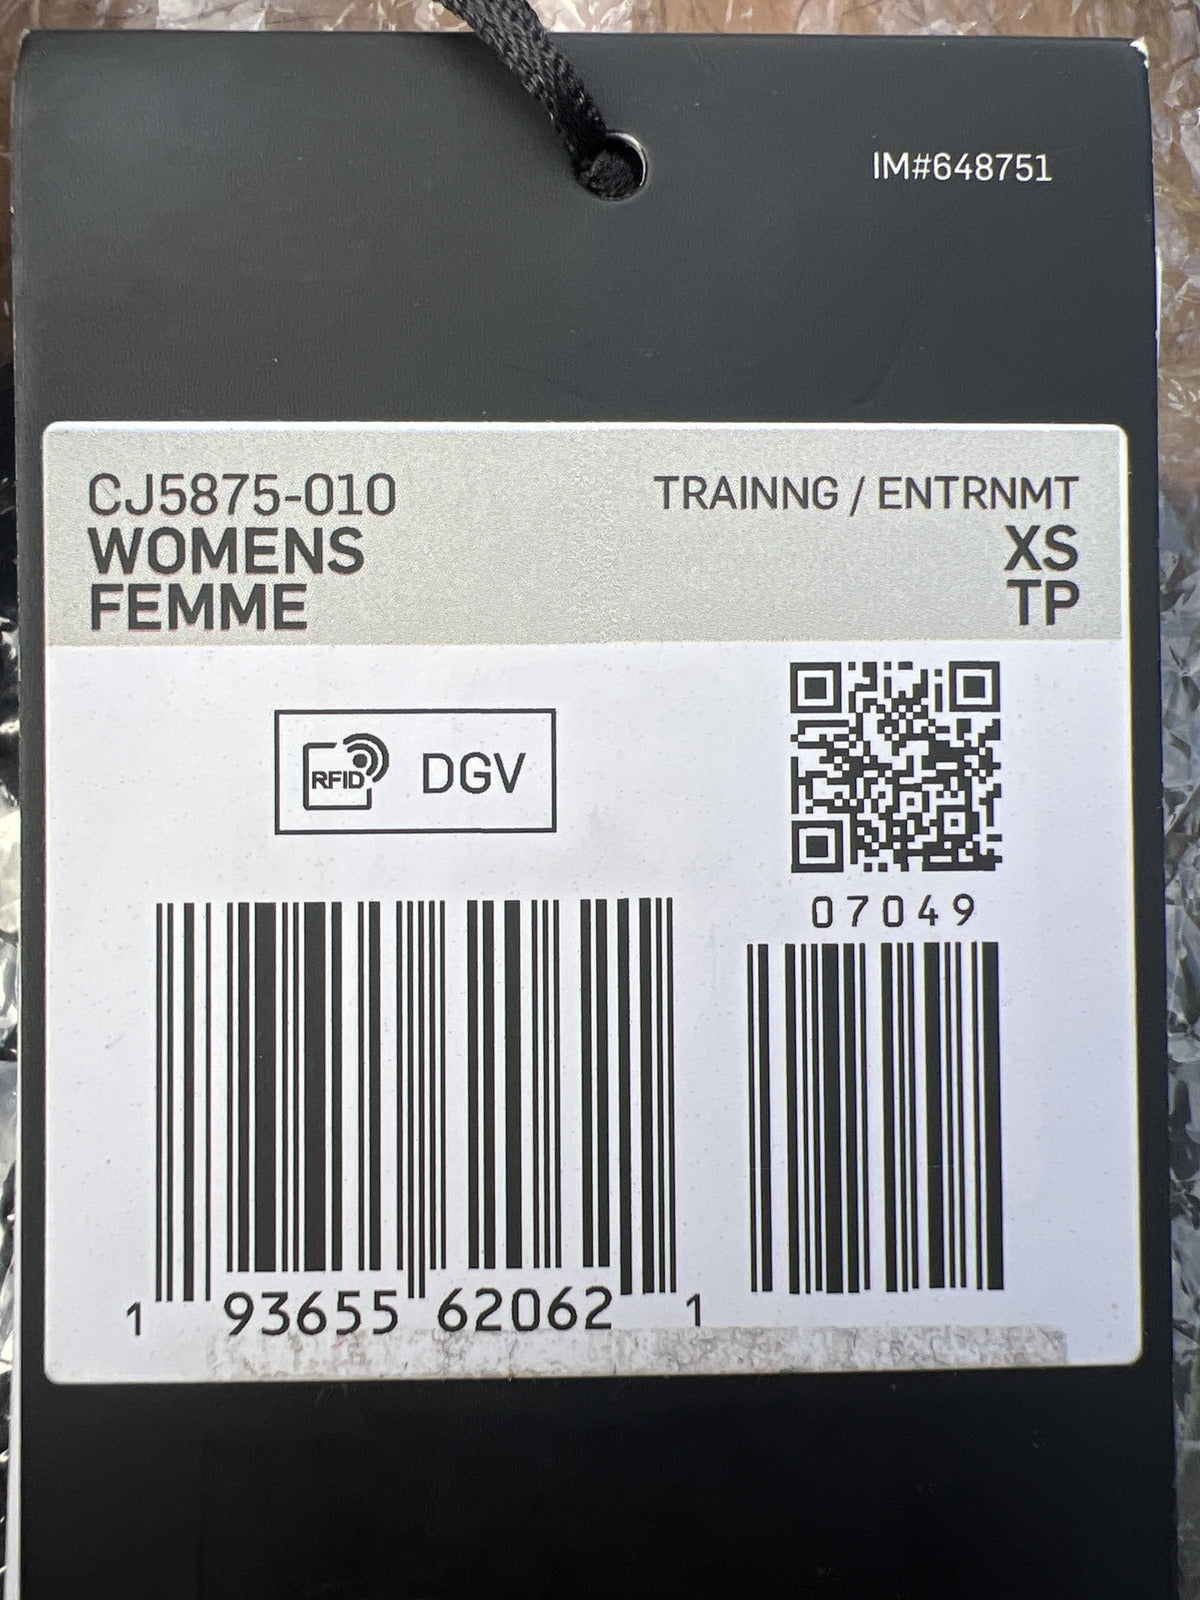 IM#648751
CJ5875-010
TRAINNG / ENTRNMT
WOMENS
XS
FEMME
TP
RFID DGV
07049
1 93655 62062 1